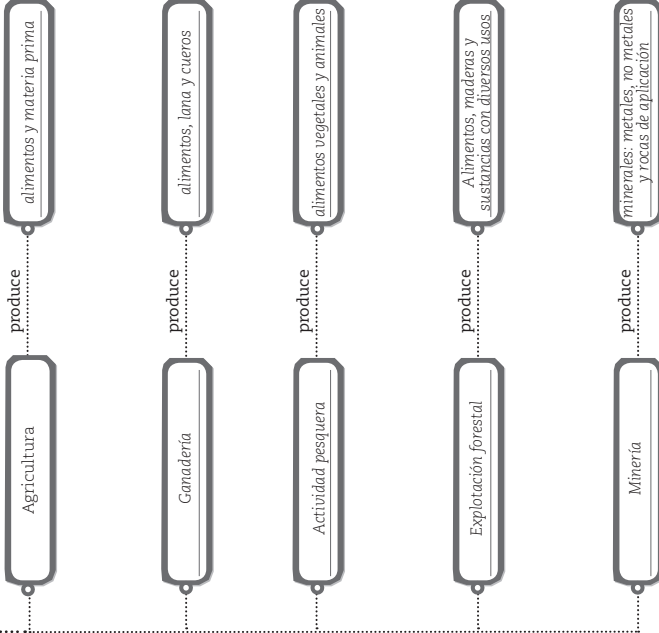 Agricultura
produce
alimentos y materia prima
Ganadería
produce
alimentos, lana y cueros
Actividad pesquera
produce
alimentos vegetales y animales
Explotación forestal
produce
Alimentos, maderas y
sustancias con diversos usos
Minería
produce
minerales: metales, no metales
y rocas de aplicación